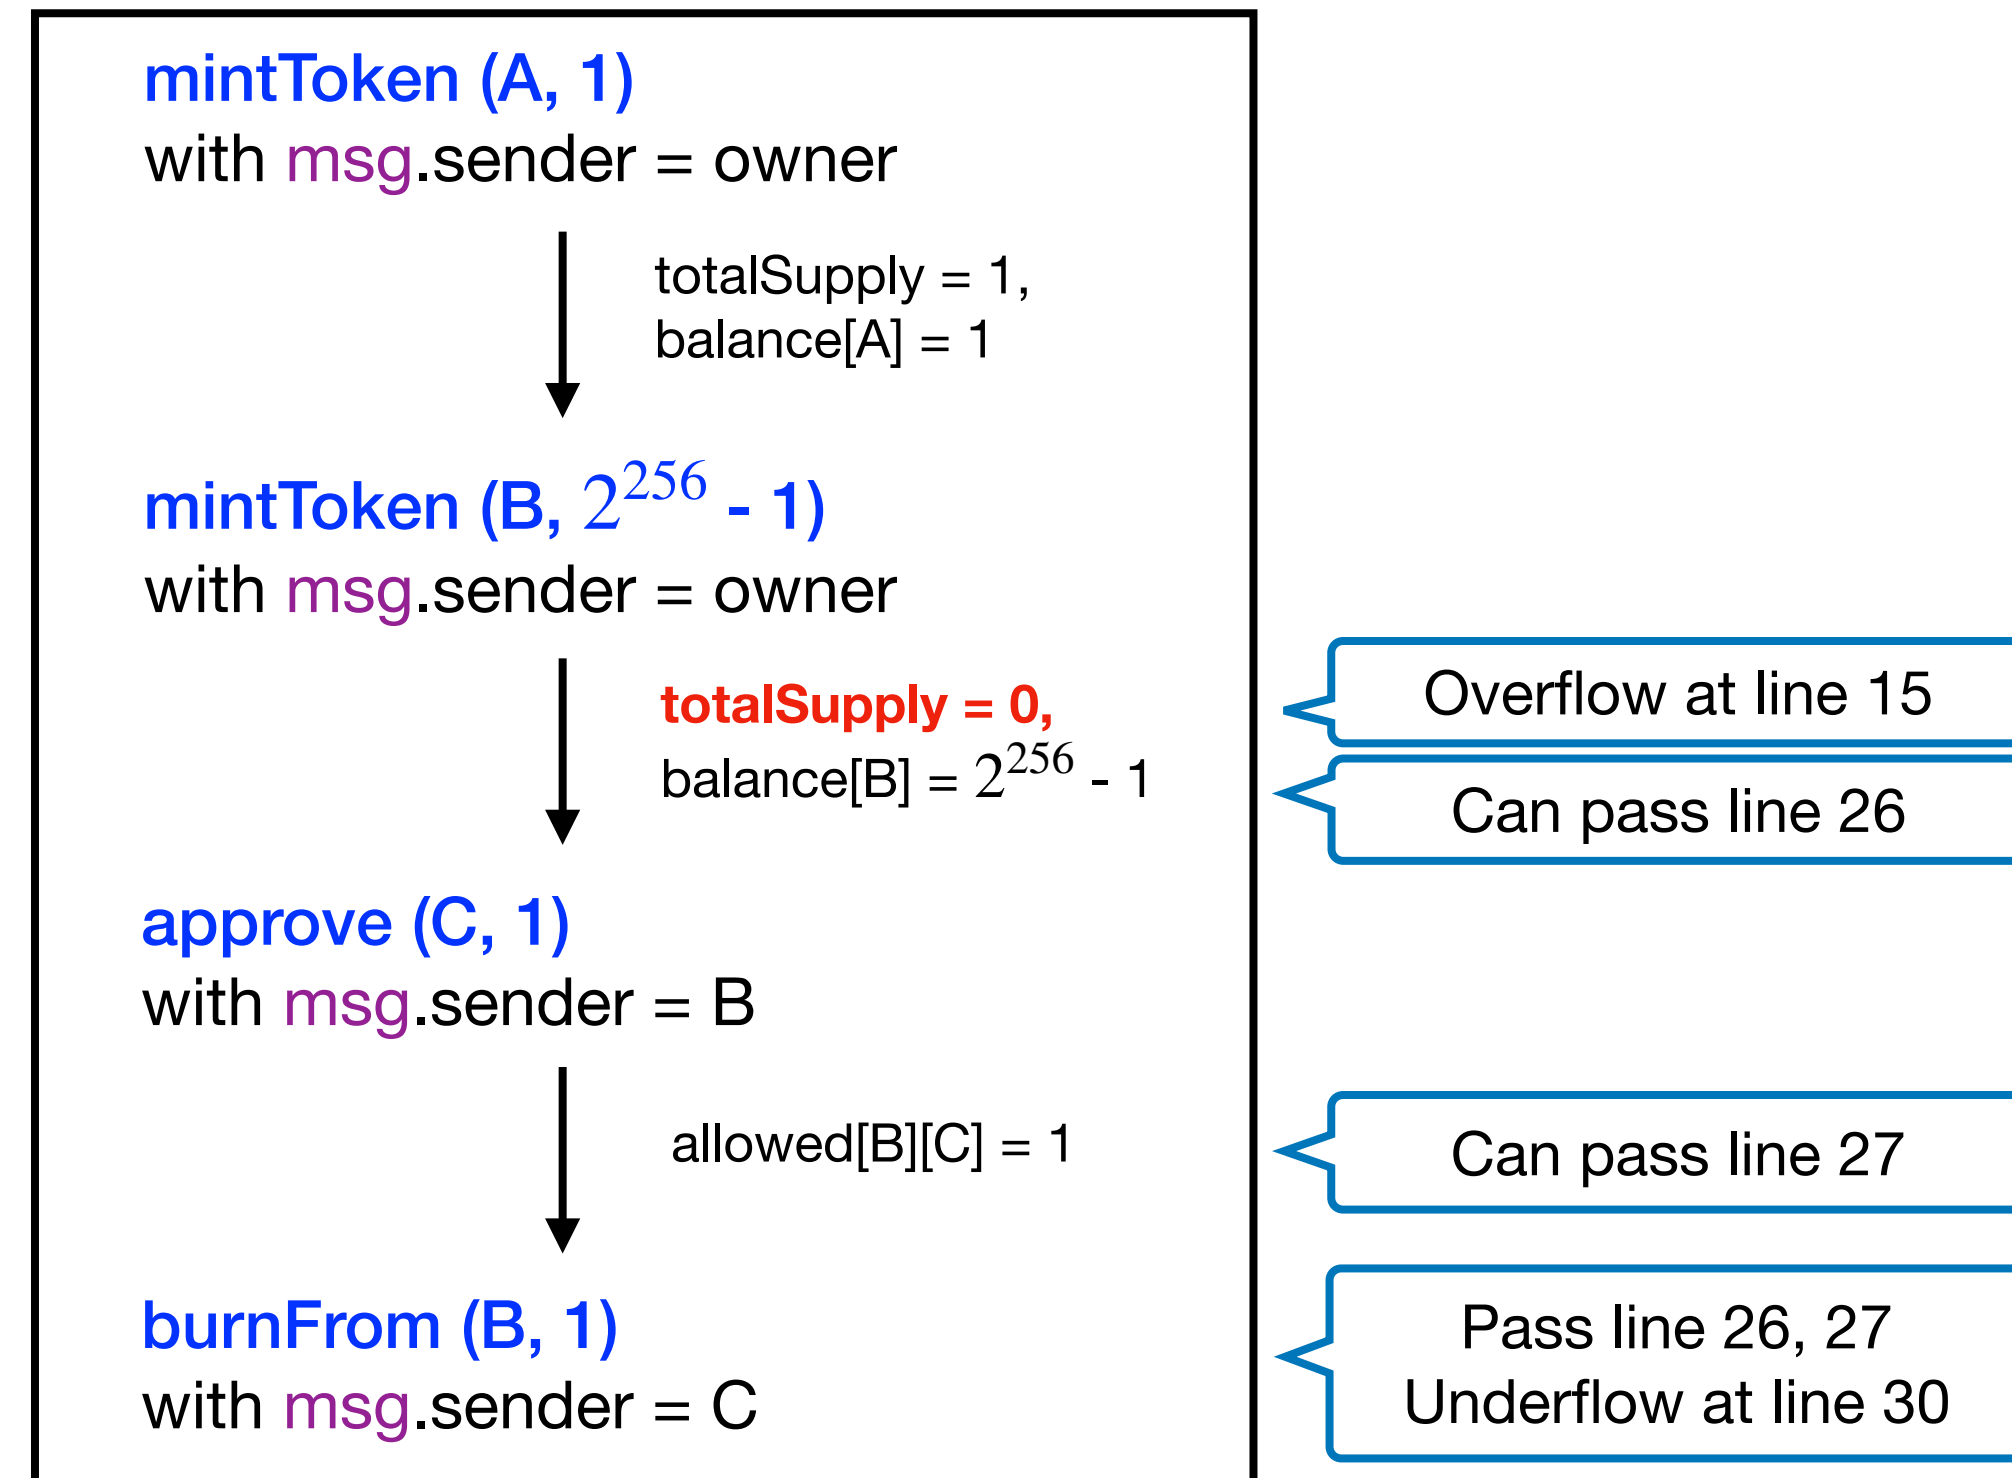 mintToken (A, 1)
with msg.sender = owner
totalSupply = 1,
balance[A] = 1
mintToken (B, 2^256 - 1)
with msg.sender = owner
totalSupply = 0,
Overflow at line 15
balance[B] = 2^256 - 1
Can pass line 26
approve (C, 1)
with msg.sender = B
allowed[B][C] = 1
Can pass line 27
burnFrom (B, 1)
with msg.sender = C
Pass line 26, 27
Underflow at line 30